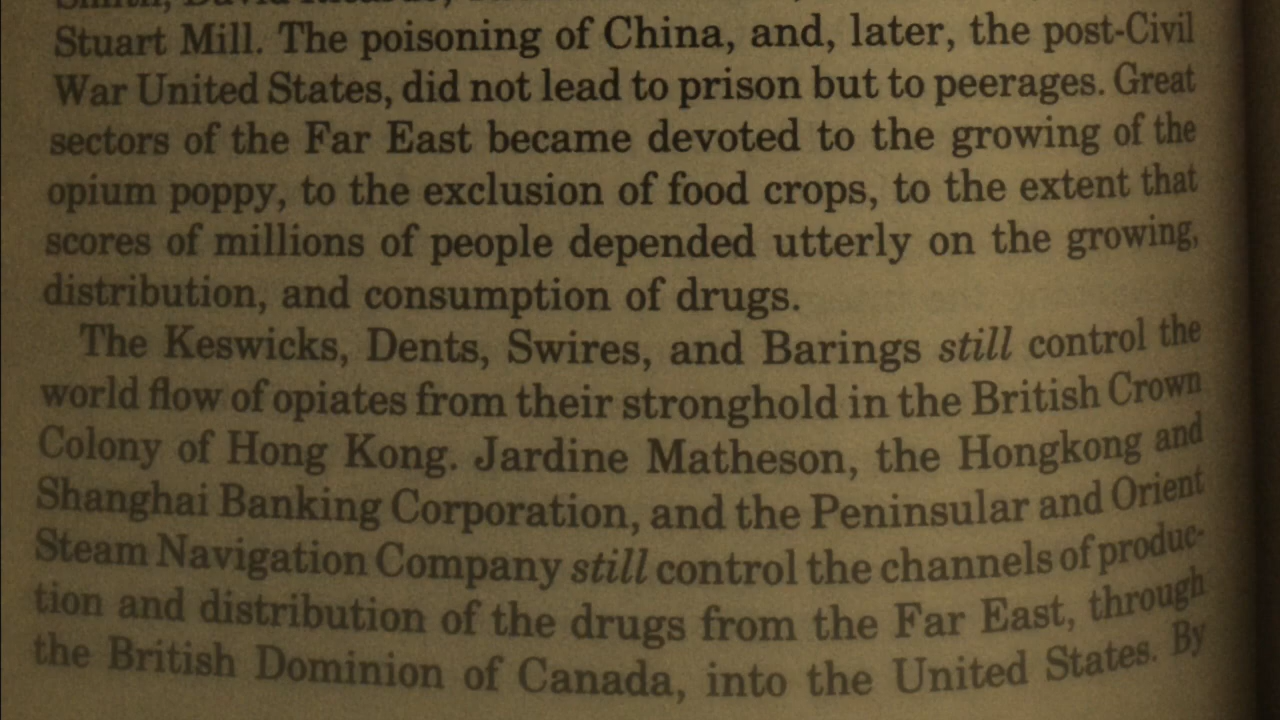 Stuart Mill. The poisoning of China, and, later, the post-Civil
War United States, did not lead to prison but to peerages. Great
sectors of the Far East became devoted to the growing of the
opium poppy, to the exclusion of food crops, to the extent that
scores of millions of people depended utterly on the growing,
distribution, and consumption of drugs.
The Keswicks, Dents, Swires, and Barings still control the
world flow of opiates from their stronghold in the British Crown
Colony of Hong Kong. Jardine Matheson, the Hongkong and
Shanghai Banking Corporation, and the Peninsular and Orient
Steam Navigation Company still control the channels of produc-
tion and distribution of the drugs from the Far East, through
the British Dominion of Canada, into the United States. By